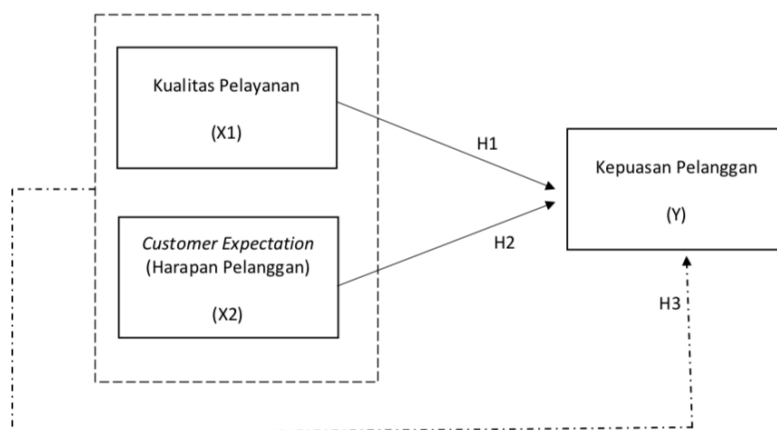 Kualitas Pelayanan
(X1)
H1
Kepuasan Pelanggan
(Y)
Customer Expectation
(Harapan Pelanggan)
(X2)
H2
H3